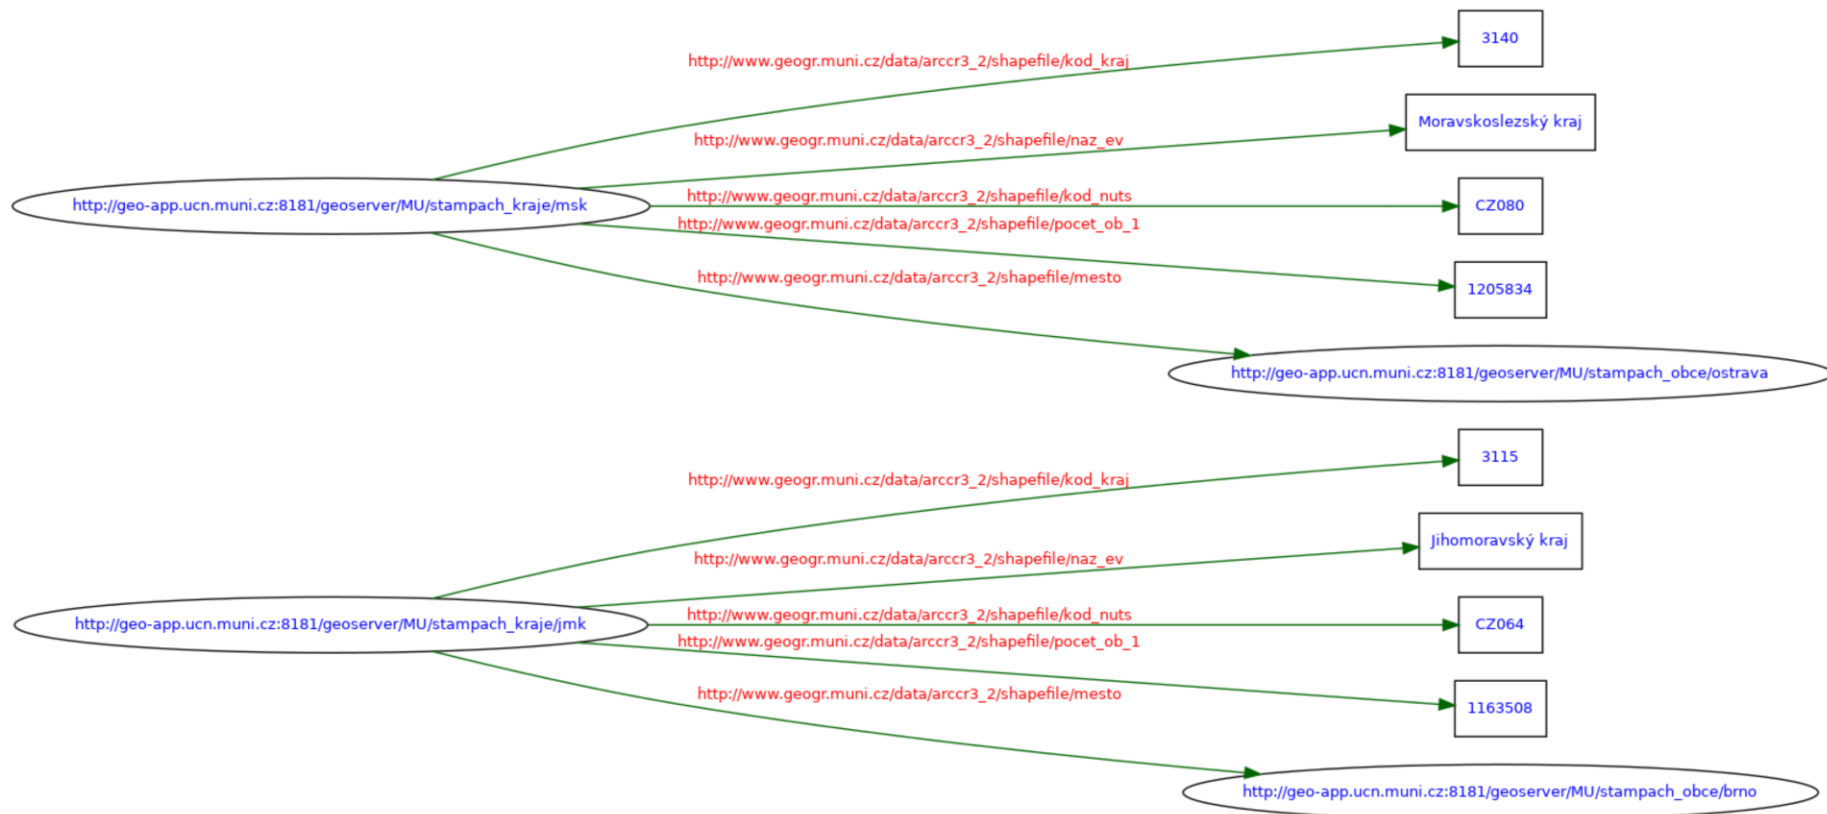 3140
http://www.geogr.muni.cz/data/arccr3_2/shapefile/kod_kraj
Moravskoslezský kraj
http://www.geogr.muni.cz/data/arccr3_2/shapefile/naz_ev
http://geo-app.ucn.muni.cz:8181/geoserver/MU/stampach_kraje/msk
http://www.geogr.muni.cz/data/arccr3_2/shapefile/kod_nuts
CZ080
http://www.geogr.muni.cz/data/arccr3_2/shapefile/pocet_ob_1
http://www.geogr.muni.cz/data/arccr3_2/shapefile/mesto
1205834
http://geo-app.ucn.muni.cz:8181/geoserver/MU/stampach_obce/ostrava
3115
http://www.geogr.muni.cz/data/arccr3_2/shapefile/kod_kraj
Jihomoravský kraj
http://www.geogr.muni.cz/data/arccr3_2/shapefile/naz_ev
http://geo-app.ucn.muni.cz:8181/geoserver/MU/stampach_kraje/jmk
http://www.geogr.muni.cz/data/arccr3_2/shapefile/kod_nuts
CZ064
http://www.geogr.muni.cz/data/arccr3_2/shapefile/pocet_ob_1
http://www.geogr.muni.cz/data/arccr3_2/shapefile/mesto
1163508
http://geo-app.ucn.muni.cz:8181/geoserver/MU/stampach_obce/brno